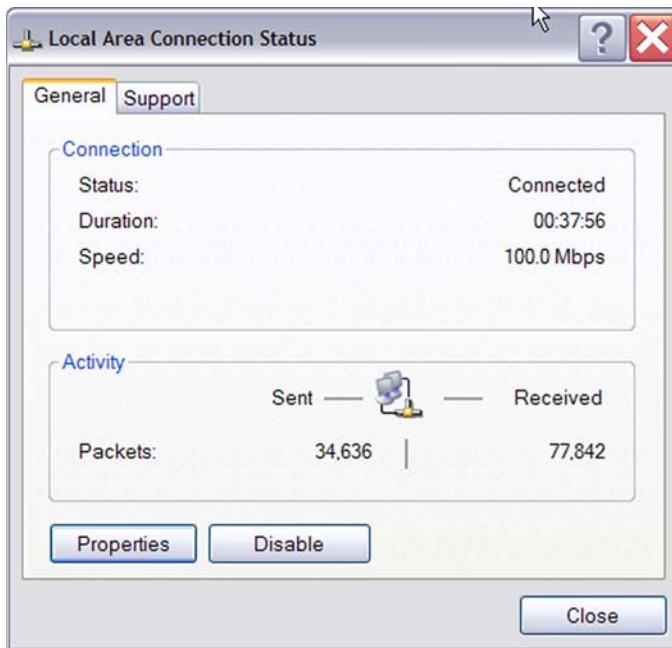 Local Area Connection Status
General Support
Connection
Status: Connected
Duration: 00:37:56
Speed: 100.0 Mbps
Activity
Sent Received
Packets: 34,636 77,842
Properties Disable
Close